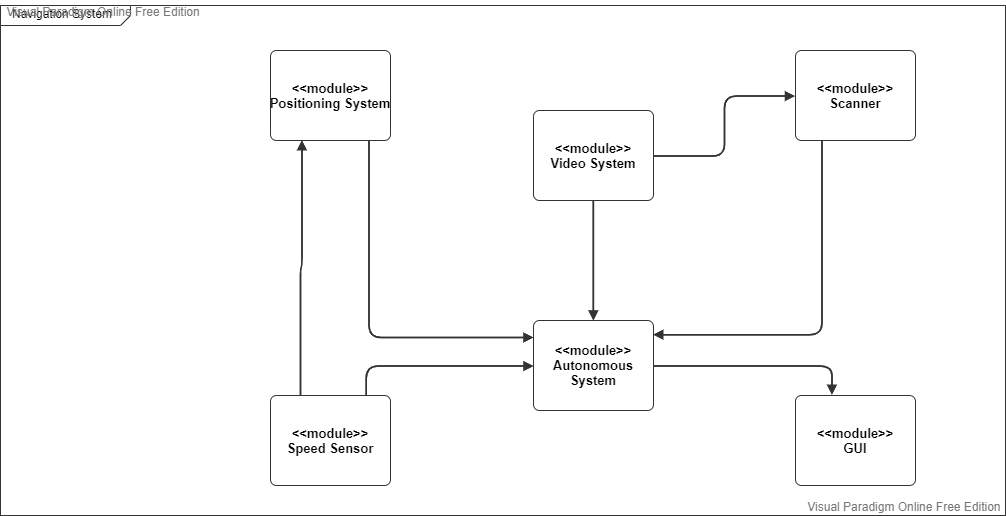 Visual Paradigm Online Free Edition
Navigation System
<<module>>
Positioning System
<<module>>
Scanner
<<module>>
Video System
<<module>>
Autonomous
System
<<module>>
Speed Sensor
<<module>>
GUI
Visual Paradigm Online Free Edition